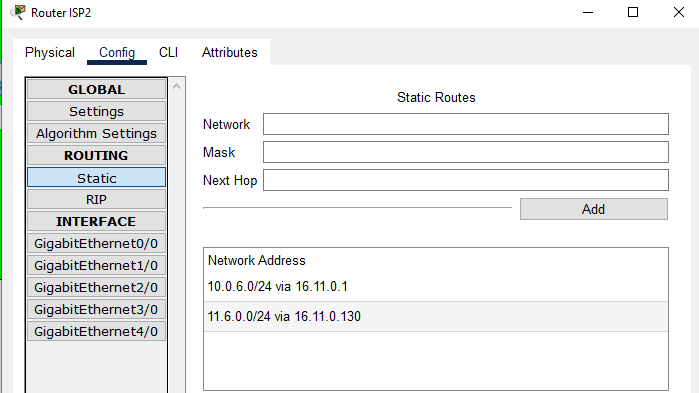 Router ISP2
Physical Config CLI Attributes
GLOBAL
Settings
Algorithm Settings
ROUTING
Static
RIP
INTERFACE
GigabitEthernet0/0
GigabitEthernet1/0
GigabitEthernet2/0
GigabitEthernet3/0
GigabitEthernet4/0
Static Routes
Network
Mask
Next Hop
Add
Network Address
10.0.6.0/24 via 16.11.0.1
11.6.0.0/24 via 16.11.0.130